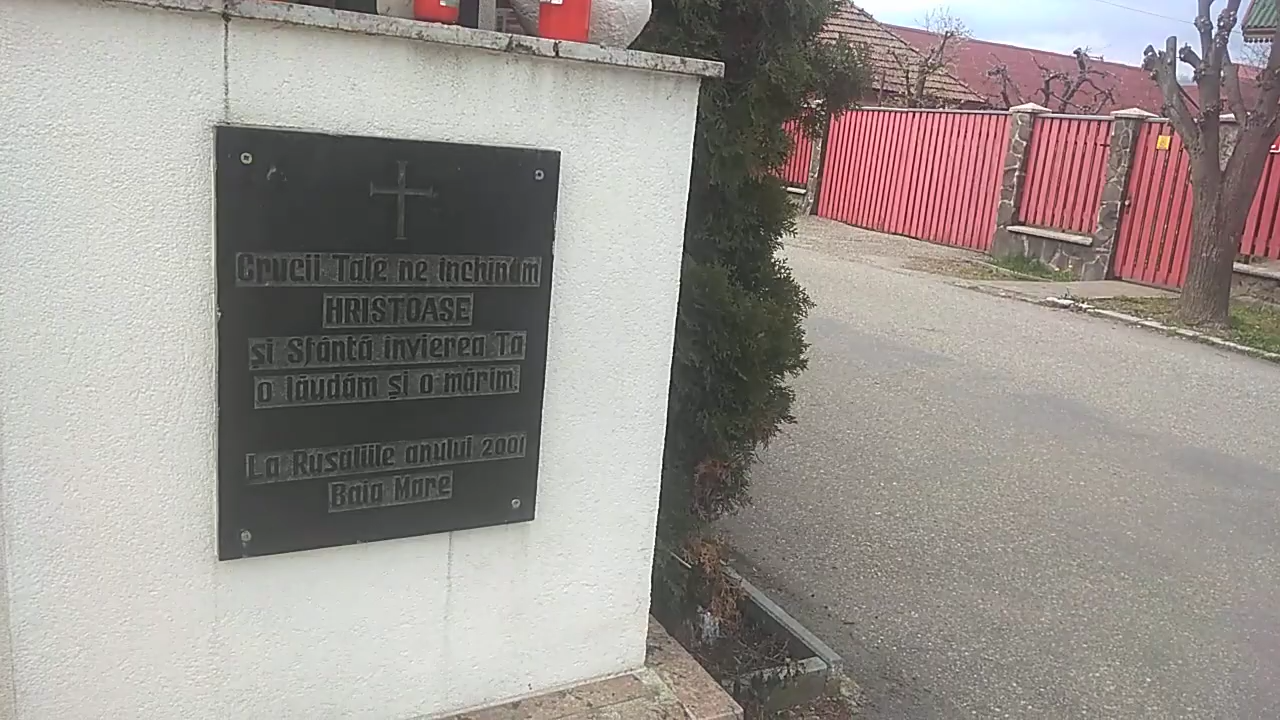 Crucii Tale ne închinăm
HRISTOASE
și Sfântă învierea Ta
o lăudăm și o mărim.
La Rusaliile anului 2001
Baia Mare